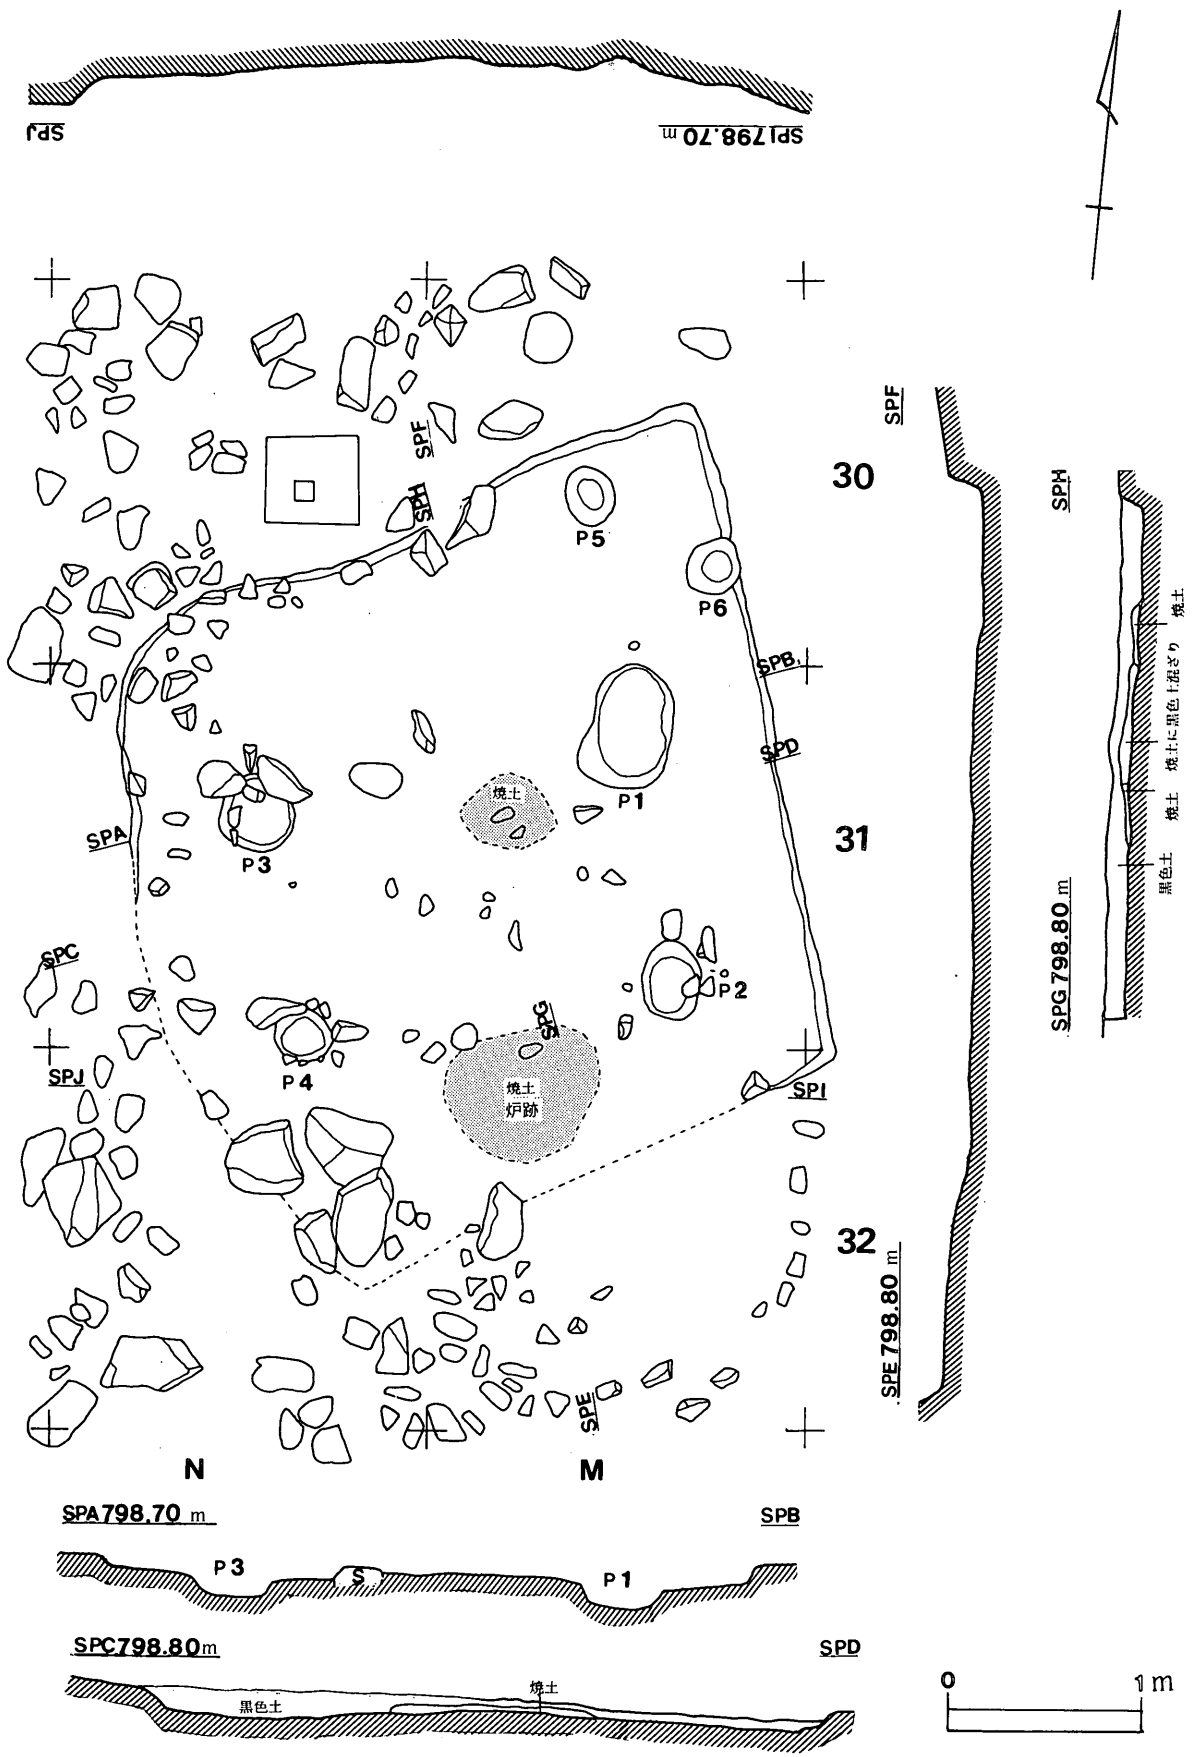 SPJ
SPI 798.70 m
SPF
SPF
30
SPH
SPH
P5
P6
焼土
SPB
焼土に黒色土混ざり
SPD
焼土
焼土
P1
SPA
31
P3
黒色土
SPC
P2
SPG
SPG 798.80 m
SPJ
P4
焼土
炉跡
SPI
32
SPE 798.80 m
SPE
N
M
SPA 798.70 m
SPB
P3
S
P1
SPC 798.80 m
SPD
焼土
黒色土
0
1 m